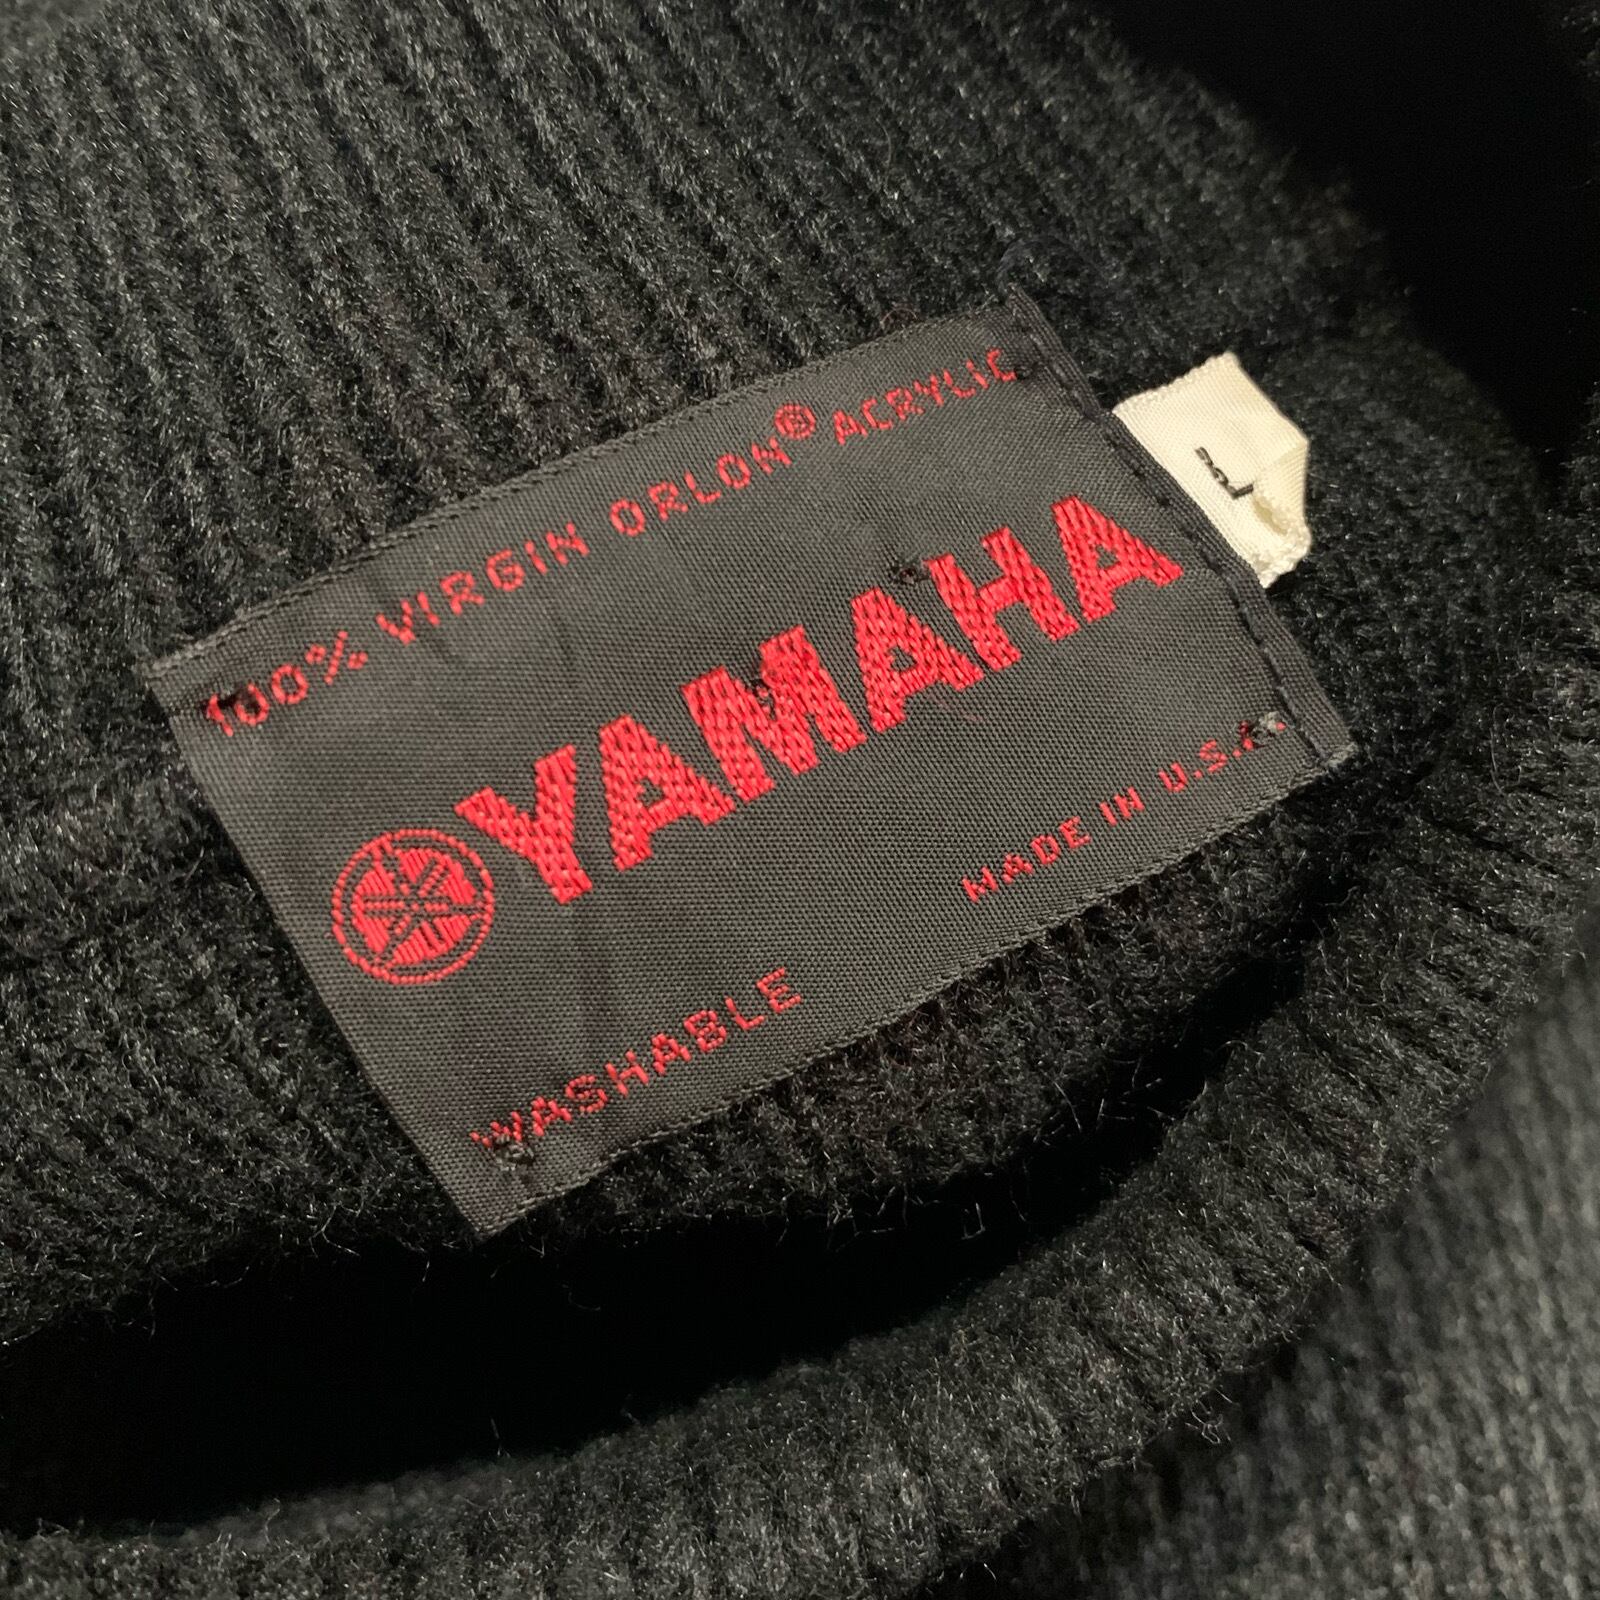 100% VIRGIN ORLON® ACRYLIC
YAMAHA
MADE IN U.S.A.
WASHABLE